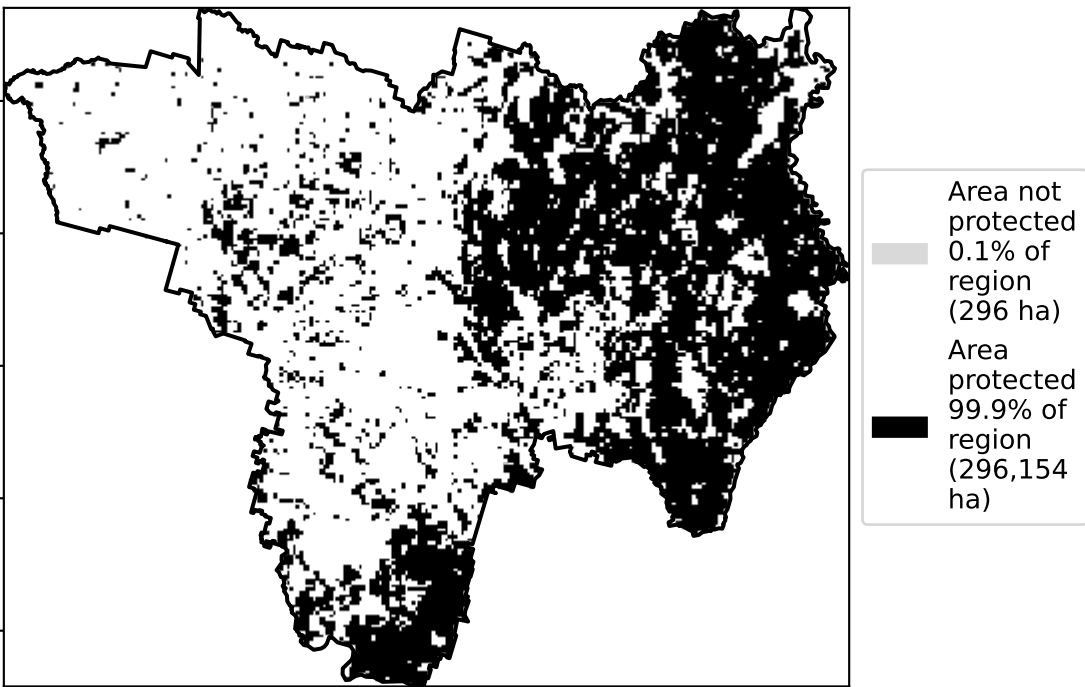 Area not
protected
0.1% of
region
(296 ha)
Area
protected
99.9% of
region
(296,154
ha)